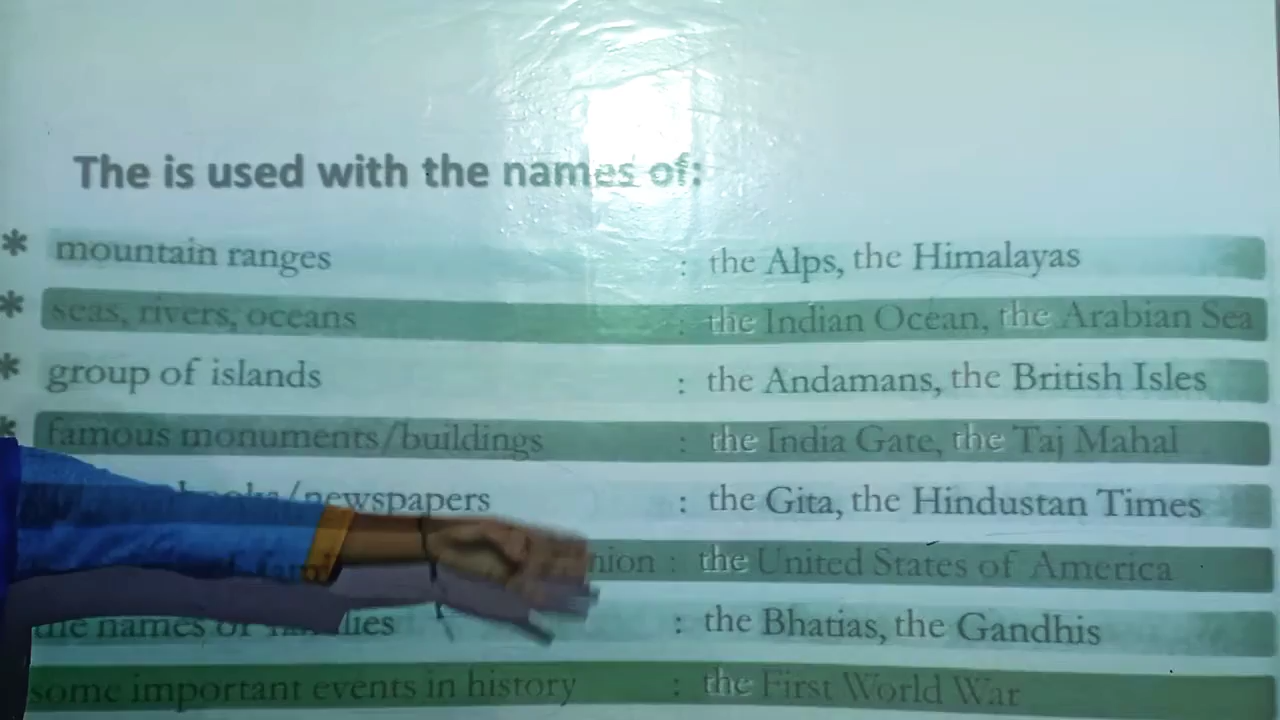 The is used with the names of:
* mountain ranges : the Alps, the Himalayas
* seas, rivers, oceans : the Indian Ocean, the Arabian Sea
* group of islands : the Andamans, the British Isles
* famous monuments/buildings : the India Gate, the Taj Mahal
/newspapers : the Gita, the Hindustan Times
: the United States of America
the names of : the Bhatias, the Gandhis
some important events in history : the First World War